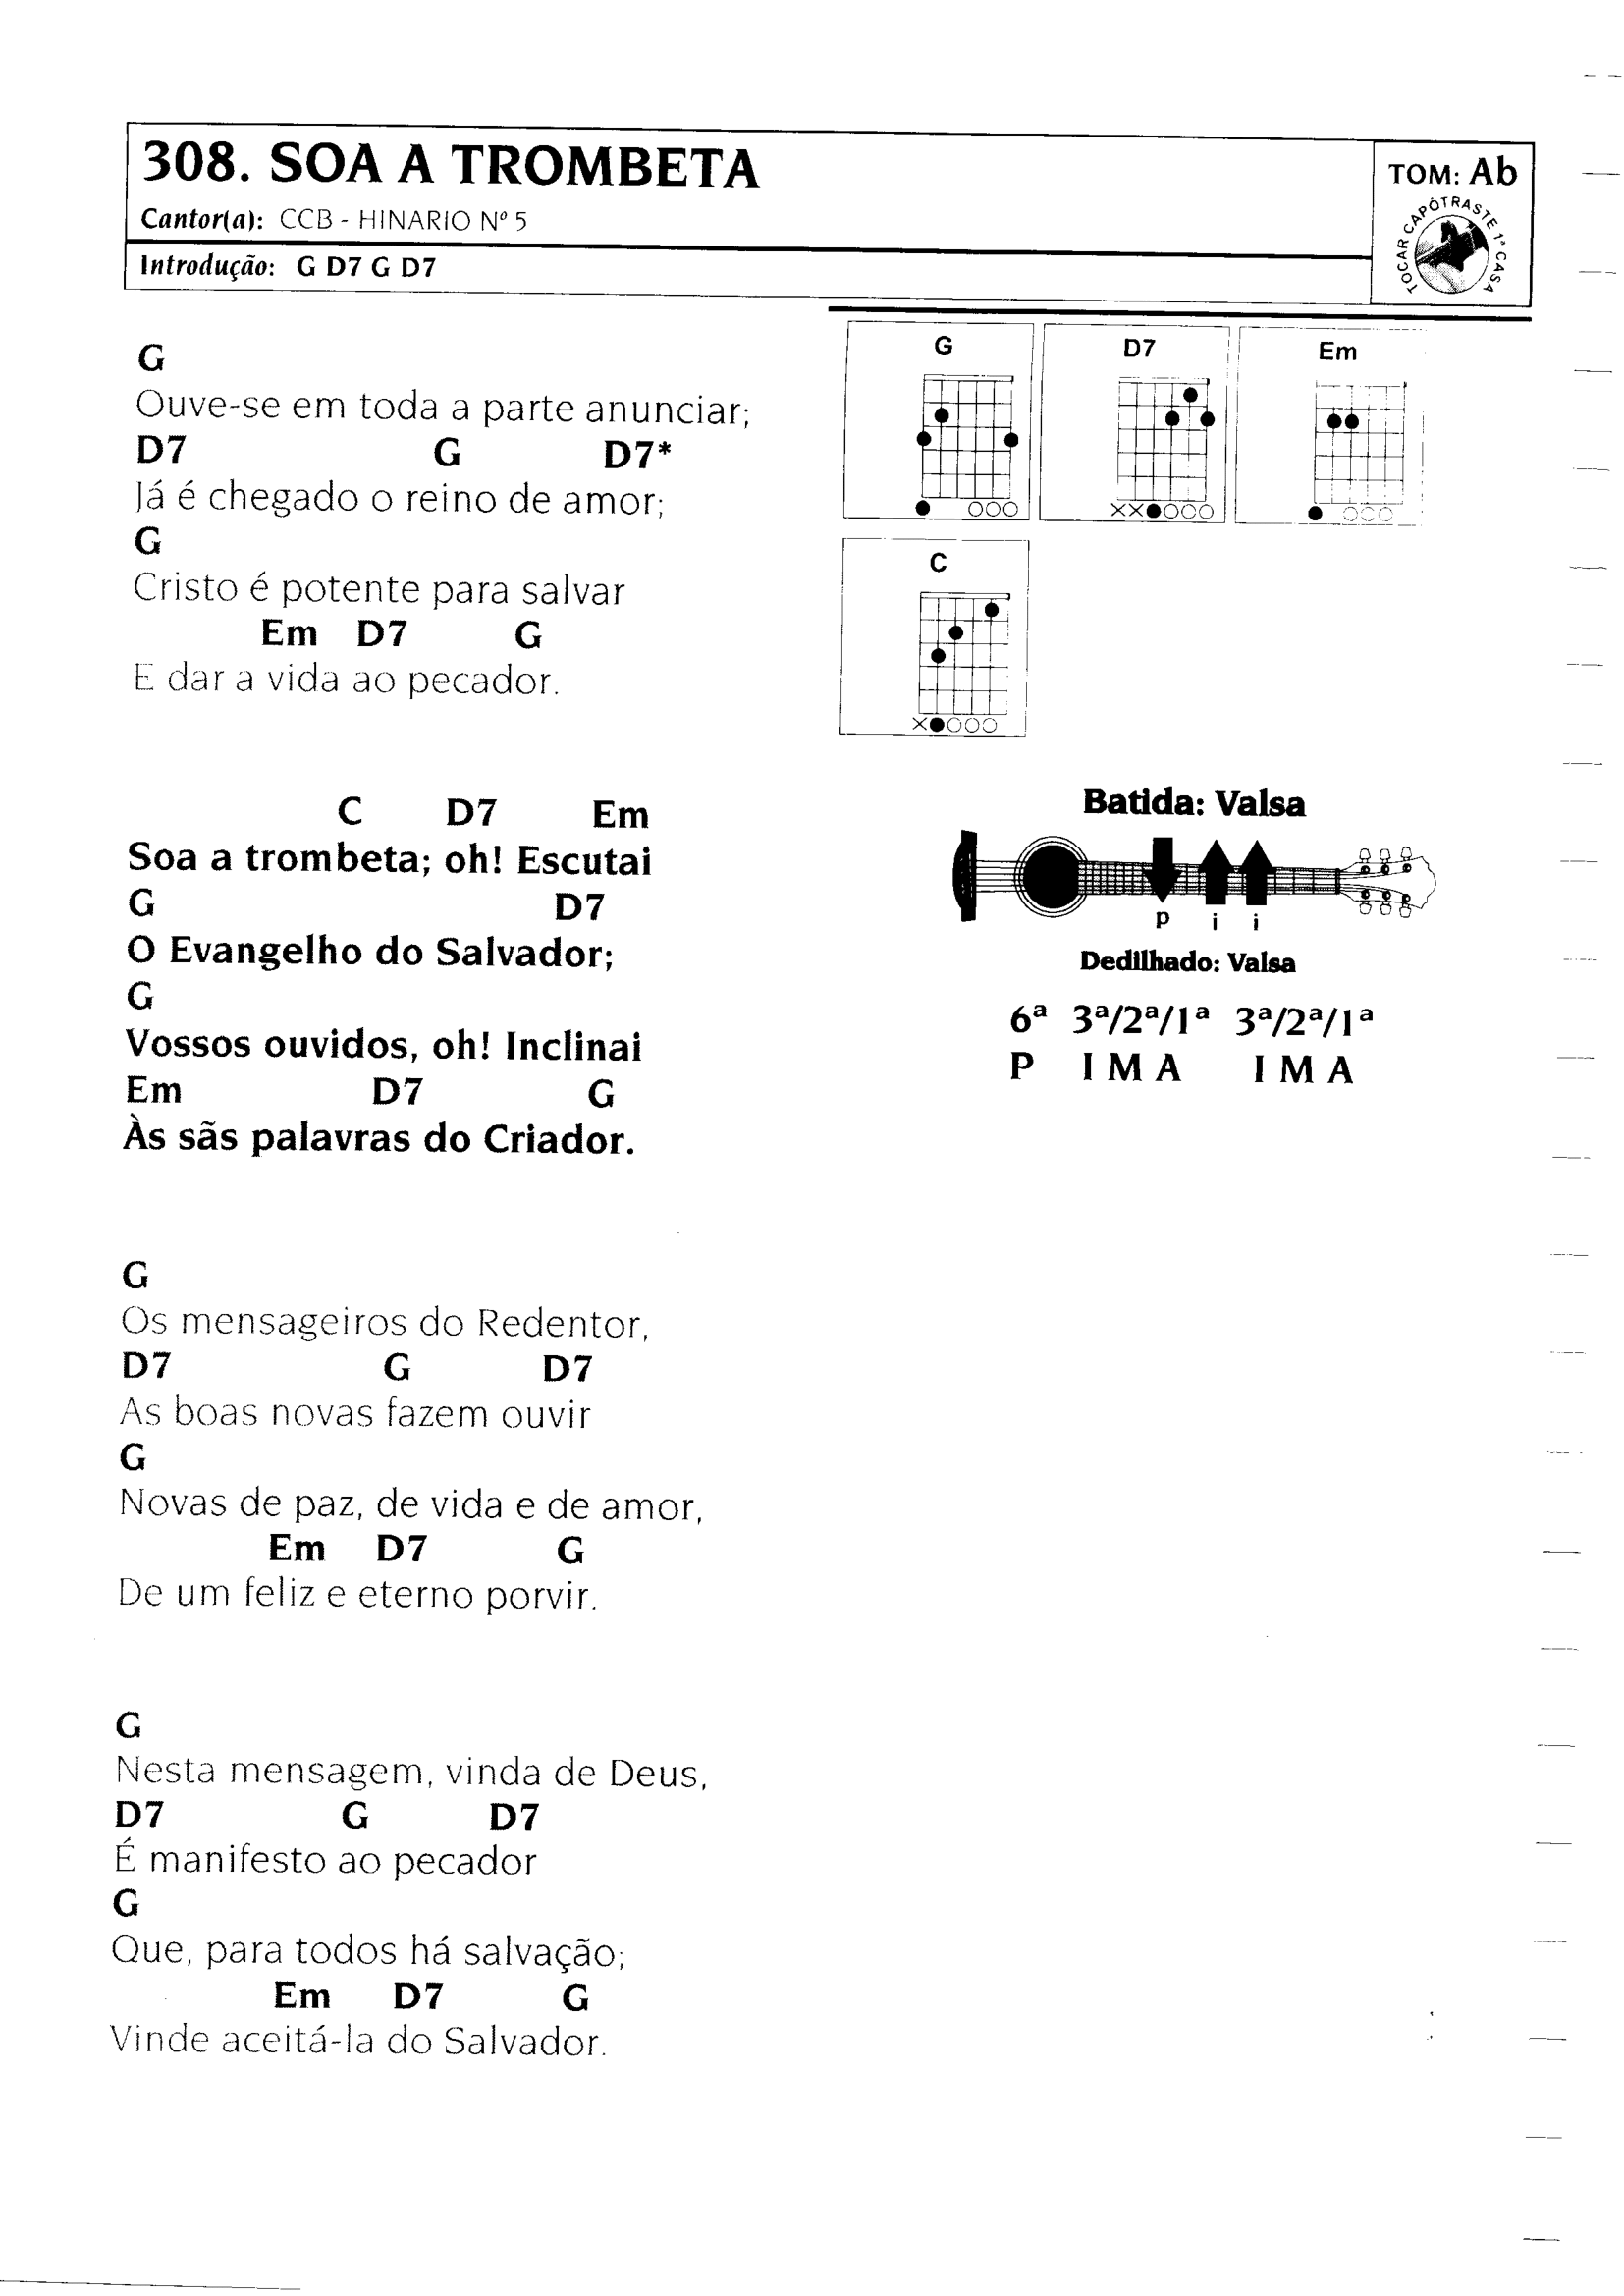 308. SOA A TROMBETA
Cantor(a): CCB - HINARIO Nº 5
Introdução: G D7 G D7
TOM: Ab
TOCAR CAPÔTRASTE 1ª CASA
G
Ouve-se em toda a parte anunciar;
D7 G D7*
Já é chegado o reino de amor;
G
Cristo é potente para salvar
Em D7 G
E dar a vida ao pecador.
C D7 Em
Soa a trombeta; oh! Escutai
G D7
O Evangelho do Salvador;
G
Vossos ouvidos, oh! Inclinai
Em D7 G
Às sãs palavras do Criador.
G
Os mensageiros do Redentor,
D7 G D7
As boas novas fazem ouvir
G
Novas de paz, de vida e de amor,
Em D7 G
De um feliz e eterno porvir.
G
Nesta mensagem, vinda de Deus,
D7 G D7
É manifesto ao pecador
G
Que, para todos há salvação;
Em D7 G
Vinde aceitá-la do Salvador.
G D7 Em
C
Batida: Valsa
p i i
Dedilhado: Valsa
6ª 3ª/2ª/1ª 3ª/2ª/1ª
P I M A I M A